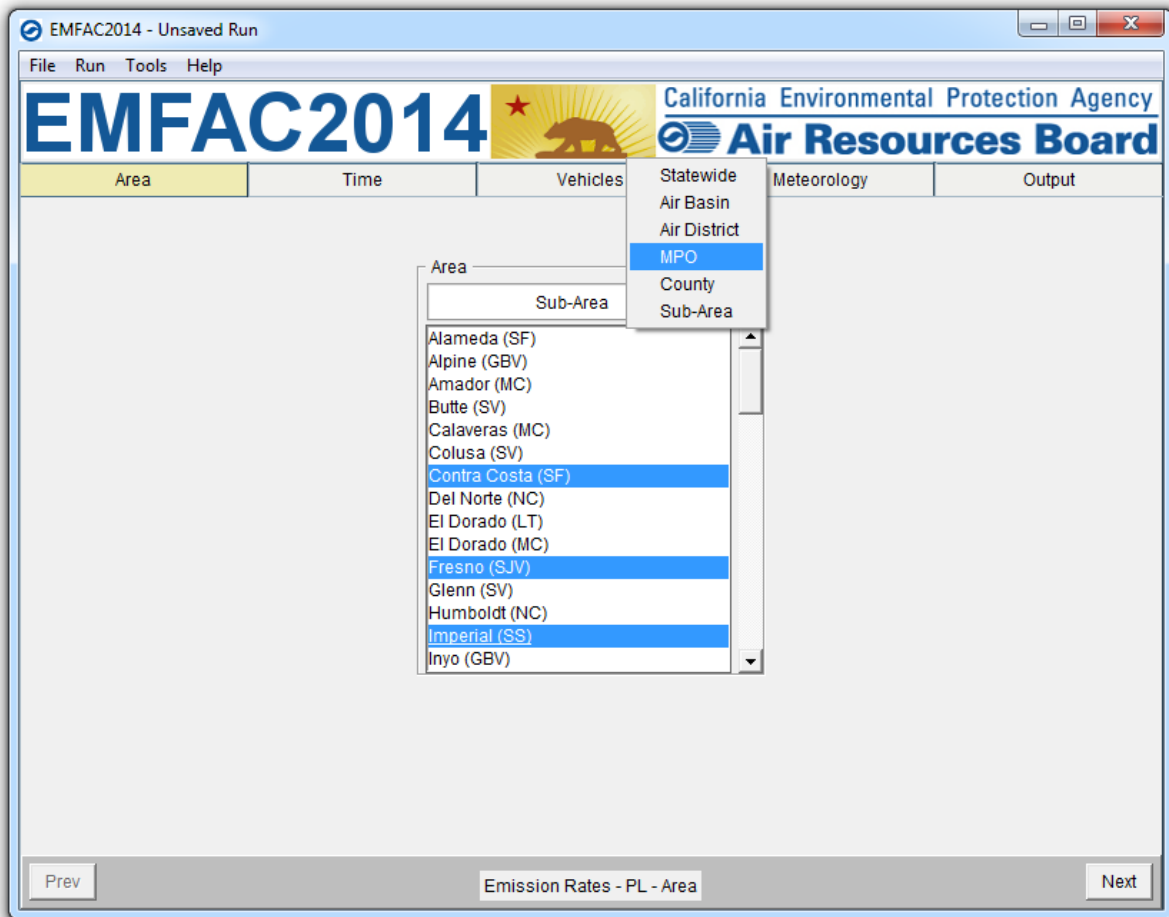 EMFAC2014 - Unsaved Run
File Run Tools Help
EMFAC2014
California Environmental Protection Agency
Air Resources Board
Area Time Vehicles Meteorology Output
Statewide
Air Basin
Air District
MPO
County
Sub-Area
Area
Sub-Area
Alameda (SF)
Alpine (GBV)
Amador (MC)
Butte (SV)
Calaveras (MC)
Colusa (SV)
Contra Costa (SF)
Del Norte (NC)
El Dorado (LT)
El Dorado (MC)
Fresno (SJV)
Glenn (SV)
Humboldt (NC)
Imperial (SS)
Inyo (GBV)
Prev
Emission Rates - PL - Area
Next